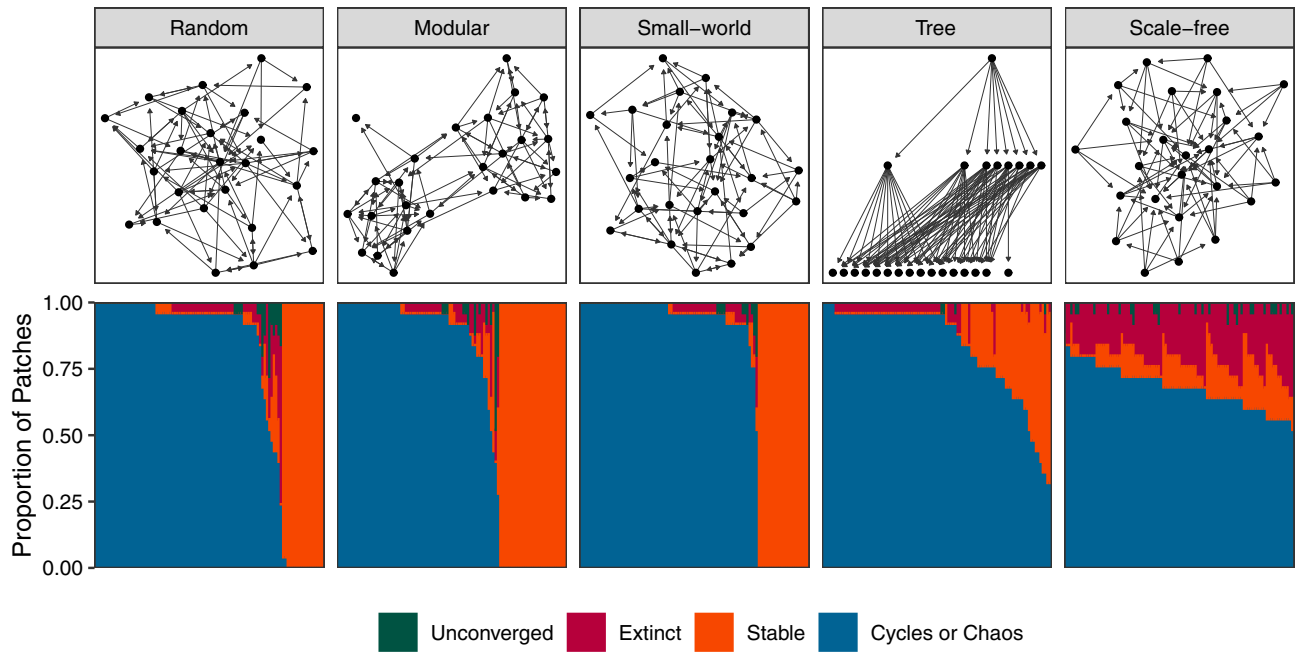 Random Modular Small−world Tree Scale−free
Proportion of Patches
1.00
0.75
0.50
0.25
0.00
Unconverged Extinct Stable Cycles or Chaos